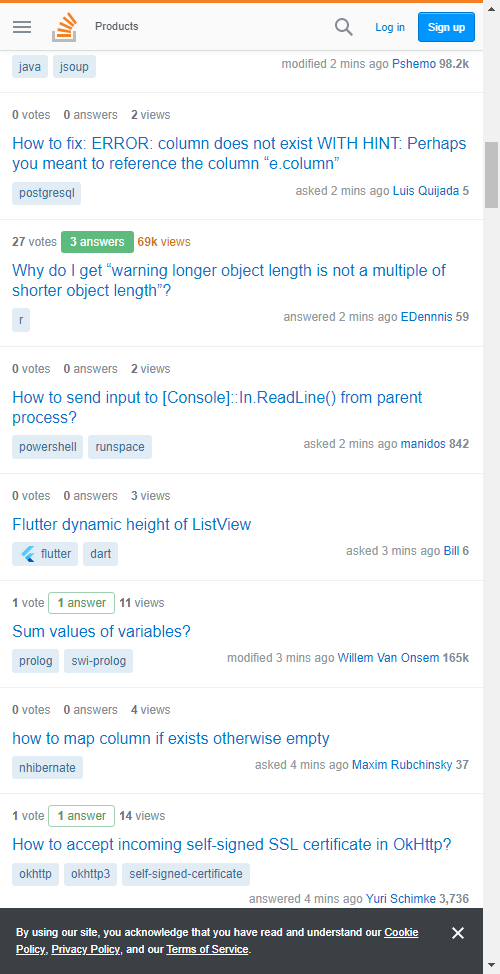 Products
Log in
Sign up
java jsoup
modified 2 mins ago Pshemo 98.2k
0 votes 0 answers 2 views
How to fix: ERROR: column does not exist WITH HINT: Perhaps
you meant to reference the column “e.column”
postgresql
asked 2 mins ago Luis Quijada 5
27 votes 3 answers 69k views
Why do I get “warning longer object length is not a multiple of
shorter object length”?
r
answered 2 mins ago EDennnis 59
0 votes 0 answers 2 views
How to send input to [Console]::In.ReadLine() from parent
process?
powershell runspace
asked 2 mins ago manidos 842
0 votes 0 answers 3 views
Flutter dynamic height of ListView
flutter dart
asked 3 mins ago Bill 6
1 vote 1 answer 11 views
Sum values of variables?
prolog swi-prolog
modified 3 mins ago Willem Van Onsem 165k
0 votes 0 answers 4 views
how to map column if exists otherwise empty
nhibernate
asked 4 mins ago Maxim Rubchinsky 37
1 vote 1 answer 14 views
How to accept incoming self-signed SSL certificate in OkHttp?
okhttp okhttp3 self-signed-certificate
answered 4 mins ago Yuri Schimke 3,736
By using our site, you acknowledge that you have read and understand our Cookie
Policy, Privacy Policy, and our Terms of Service.